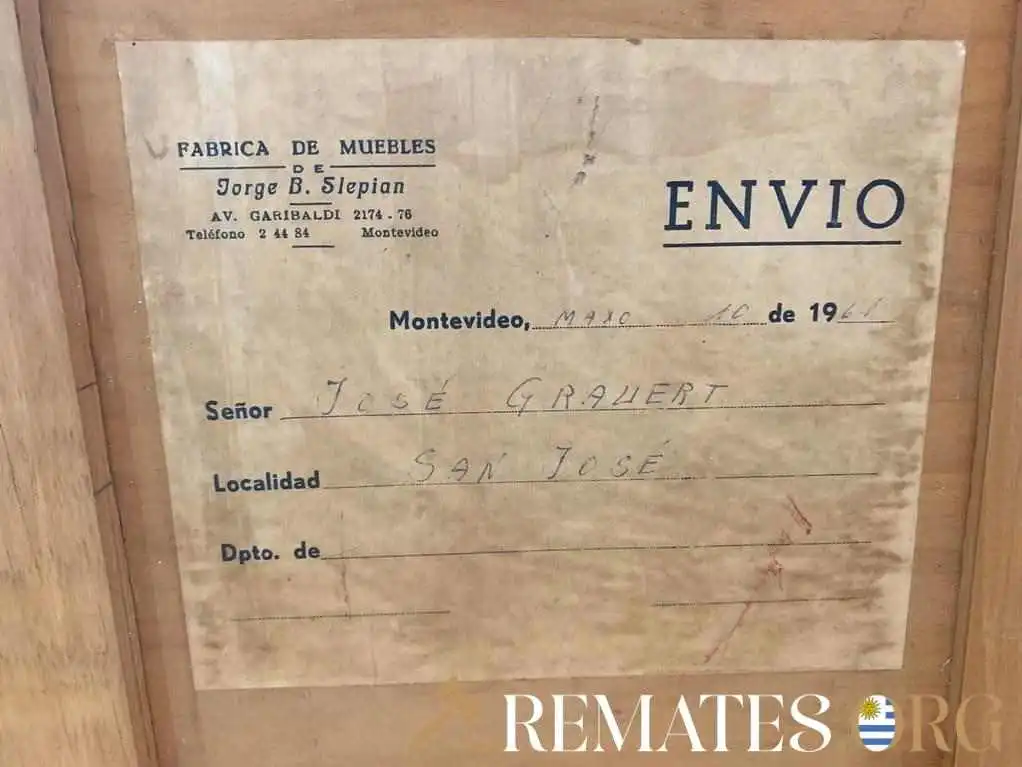 FABRICA DE MUEBLES
DE
Jorge B. Slepian
AV. GARIBALDI 2174 - 76
Teléfono 2 44 84 Montevideo
ENVIO
Montevideo, MAYO 10 de 1961
Señor JOSÉ GRAUERT
Localidad SAN JOSÉ
Dpto. de
REMATES ORG